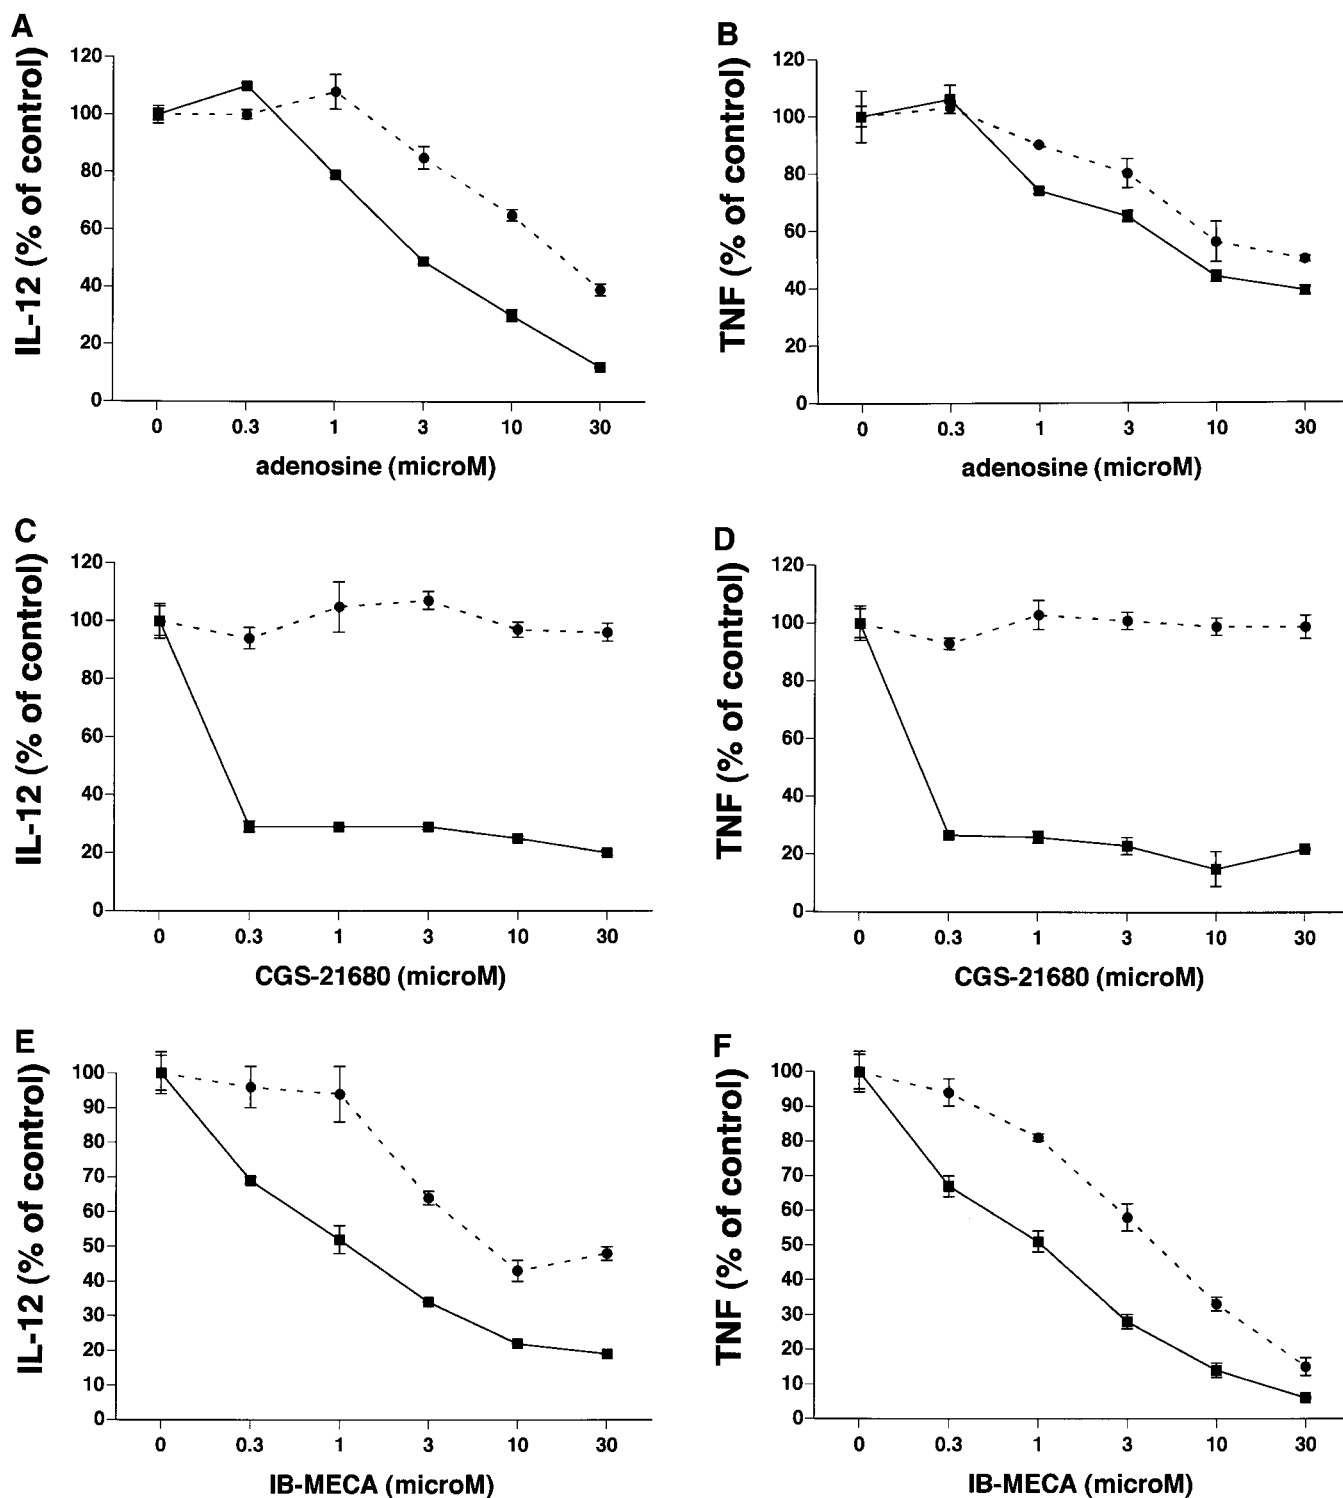 A
IL-12 (% of control)
120
100
80
60
40
20
0
0 0.3 1 3 10 30
adenosine (microM)
B
TNF (% of control)
120
100
80
60
40
20
0
0 0.3 1 3 10 30
adenosine (microM)
C
IL-12 (% of control)
120
100
80
60
40
20
0
0 0.3 1 3 10 30
CGS-21680 (microM)
D
TNF (% of control)
120
100
80
60
40
20
0
0 0.3 1 3 10 30
CGS-21680 (microM)
E
IL-12 (% of control)
100
90
80
70
60
50
40
30
20
10
0
0 0.3 1 3 10 30
IB-MECA (microM)
F
TNF (% of control)
100
90
80
70
60
50
40
30
20
10
0
0 0.3 1 3 10 30
IB-MECA (microM)